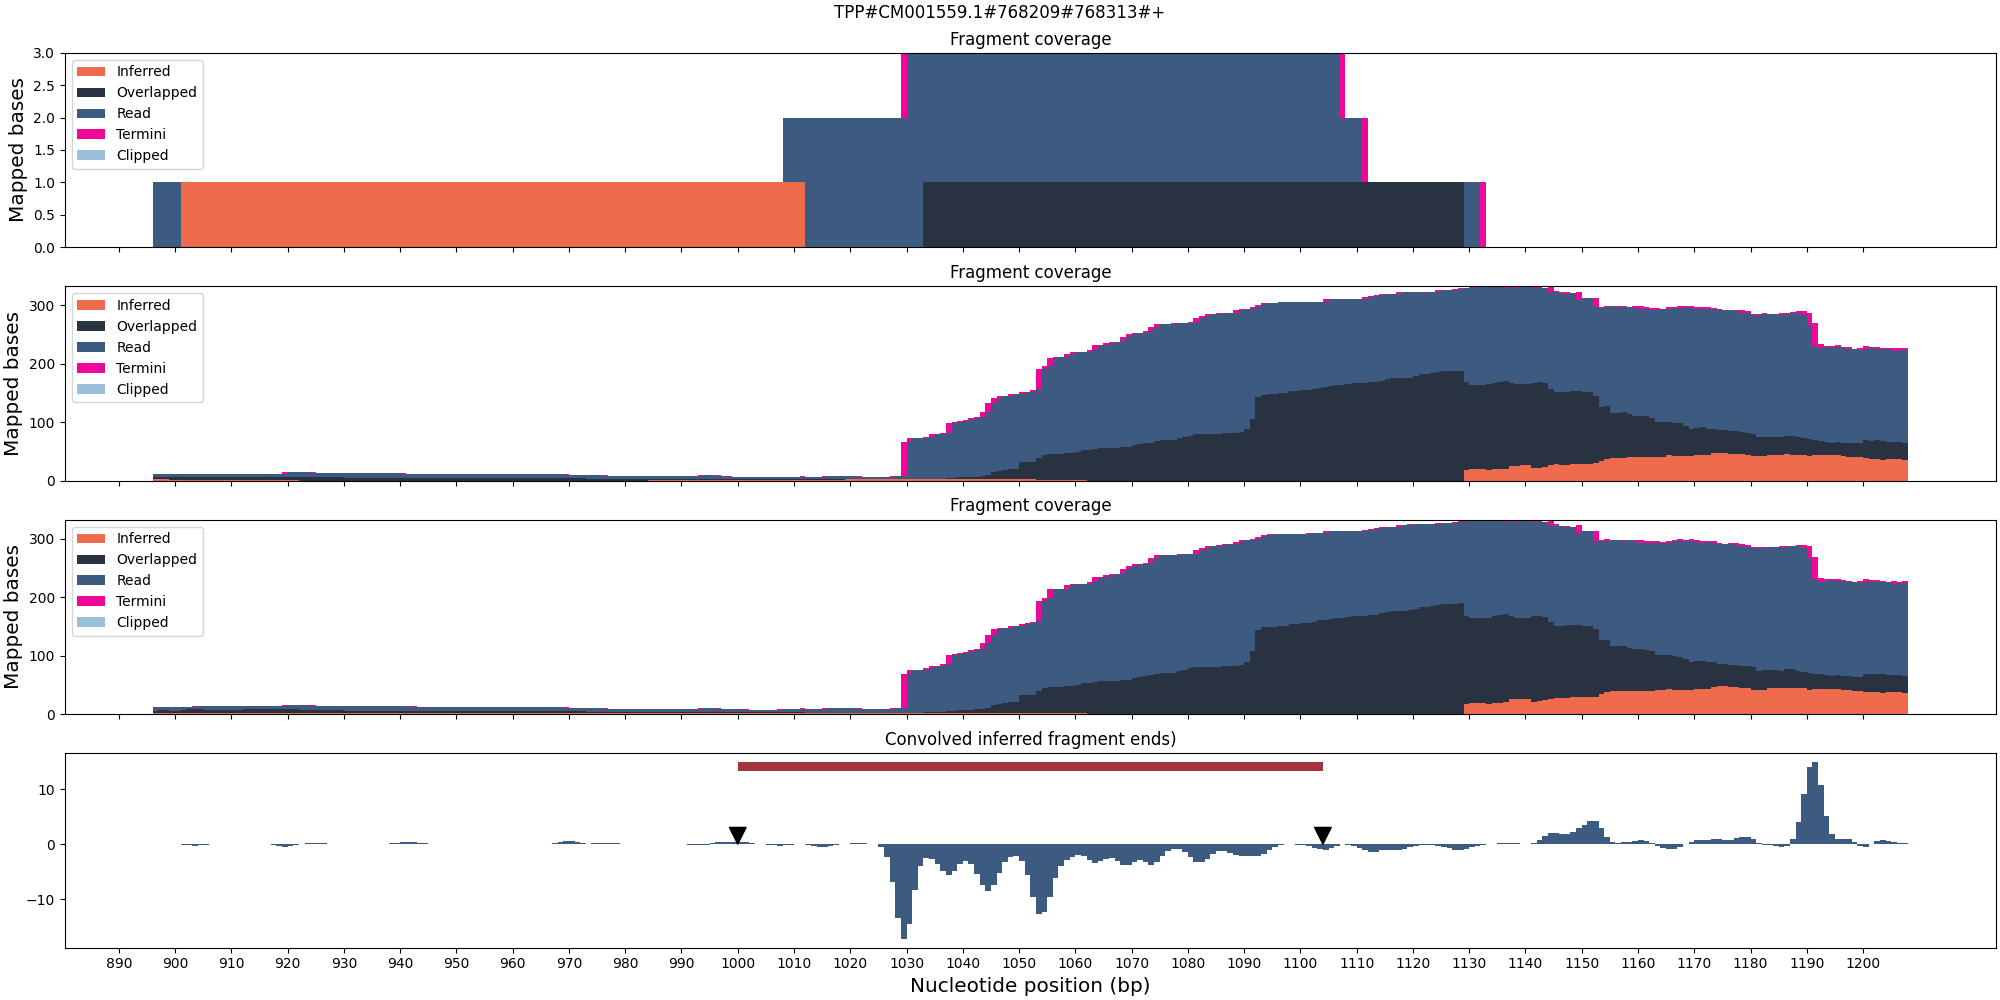 TPP#CM001559.1#768209#768313#+
Fragment coverage
Mapped bases
3.0
2.5
2.0
1.5
1.0
0.5
0.0
Inferred
Overlapped
Read
Termini
Clipped
Fragment coverage
Mapped bases
300
200
100
0
Inferred
Overlapped
Read
Termini
Clipped
Fragment coverage
Mapped bases
300
200
100
0
Inferred
Overlapped
Read
Termini
Clipped
Convolved inferred fragment ends)
10
0
−10
890 900 910 920 930 940 950 960 970 980 990 1000 1010 1020 1030 1040 1050 1060 1070 1080 1090 1100 1110 1120 1130 1140 1150 1160 1170 1180 1190 1200
Nucleotide position (bp)